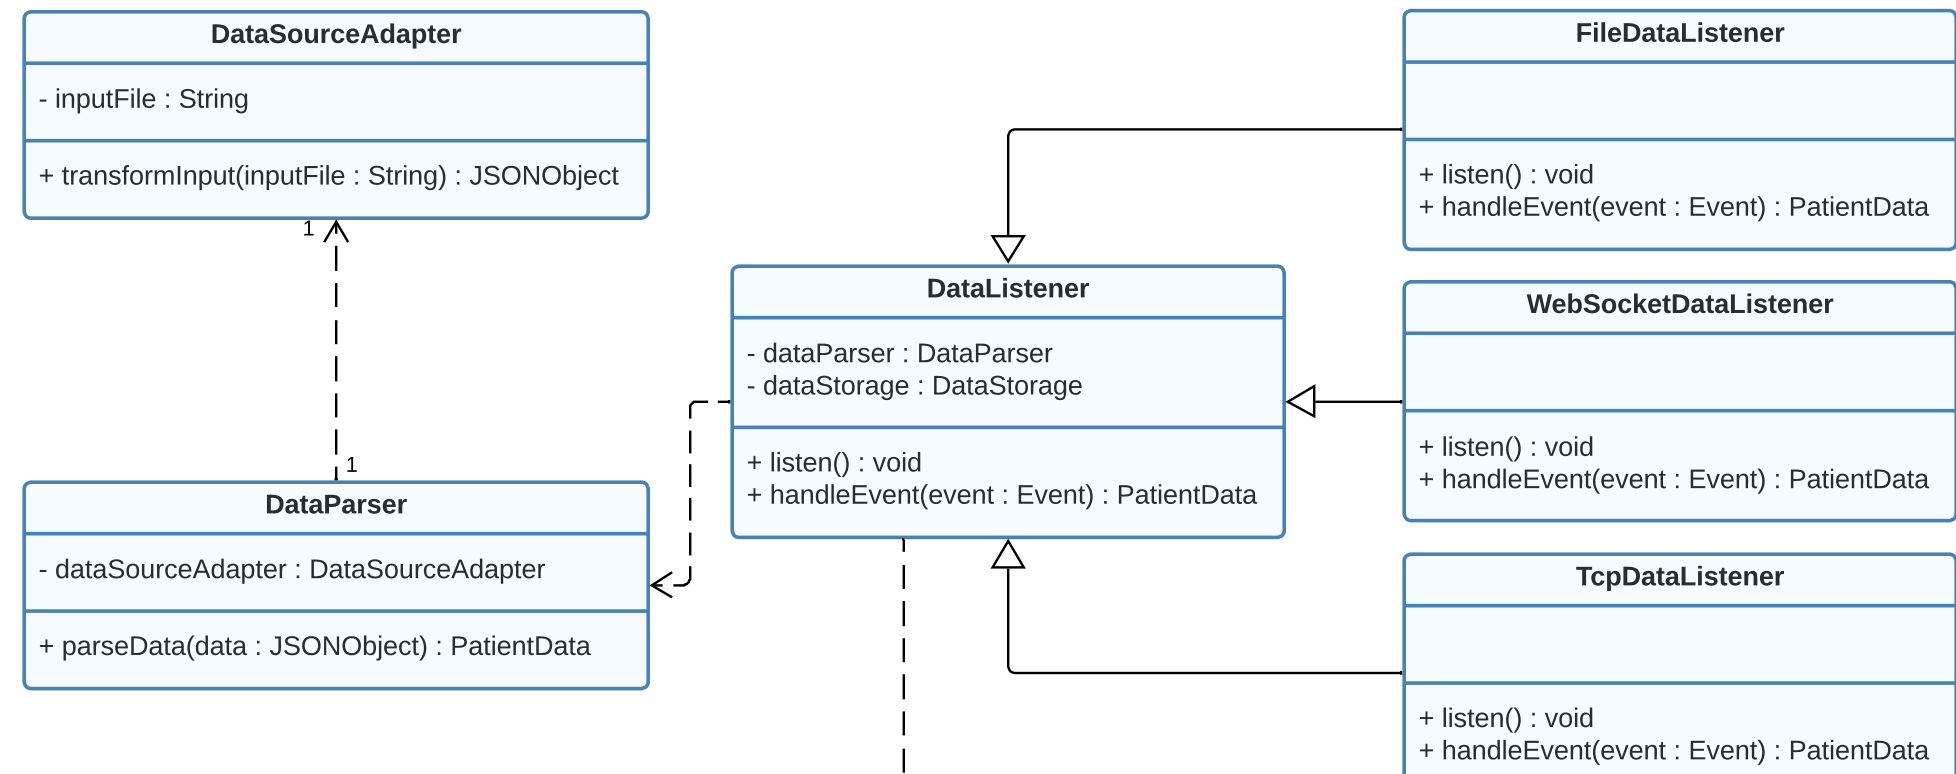 DataSourceAdapter
- inputFile : String
+ transformInput(inputFile : String) : JSONObject
1
1
DataParser
- dataSourceAdapter : DataSourceAdapter
+ parseData(data : JSONObject) : PatientData
DataListener
- dataParser : DataParser
- dataStorage : DataStorage
+ listen() : void
+ handleEvent(event : Event) : PatientData
FileDataListener
+ listen() : void
+ handleEvent(event : Event) : PatientData
WebSocketDataListener
+ listen() : void
+ handleEvent(event : Event) : PatientData
TcpDataListener
+ listen() : void
+ handleEvent(event : Event) : PatientData